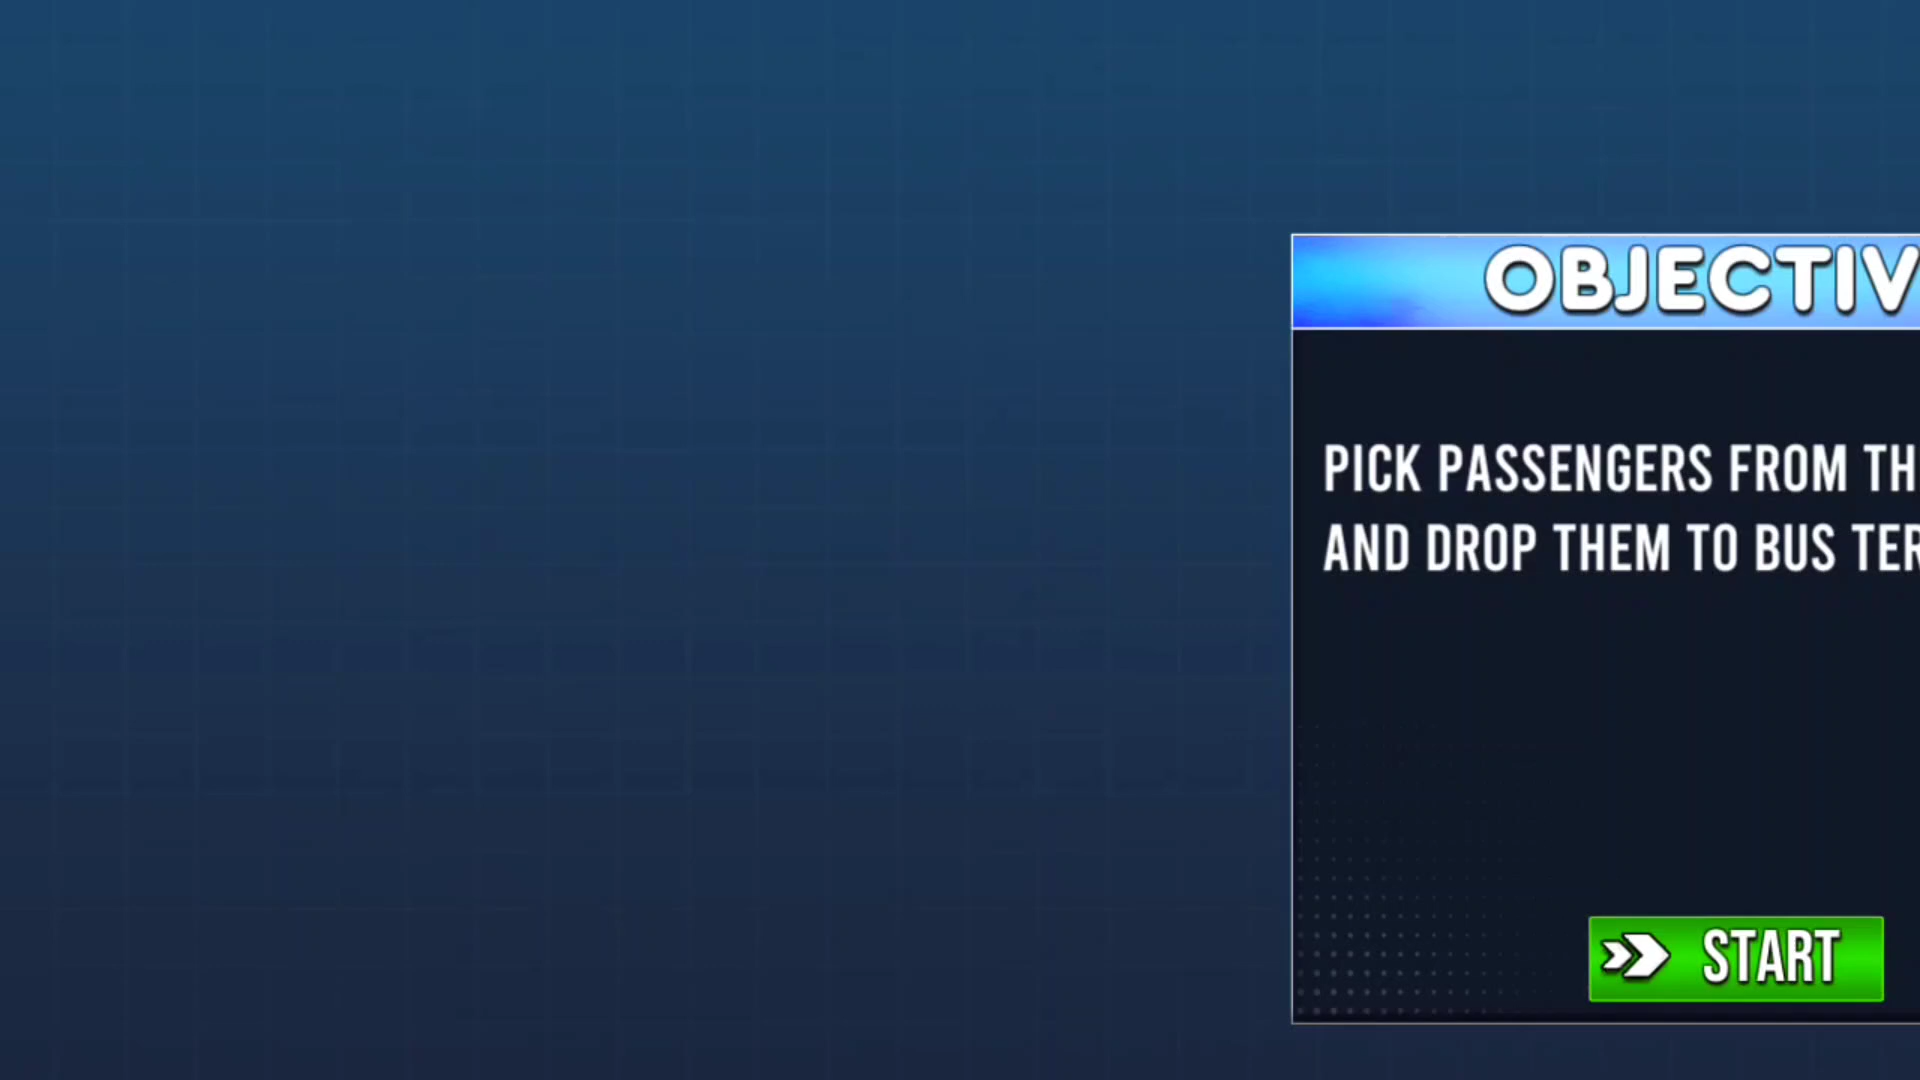 OBJECTIV
PICK PASSENGERS FROM TH
AND DROP THEM TO BUS TER
START